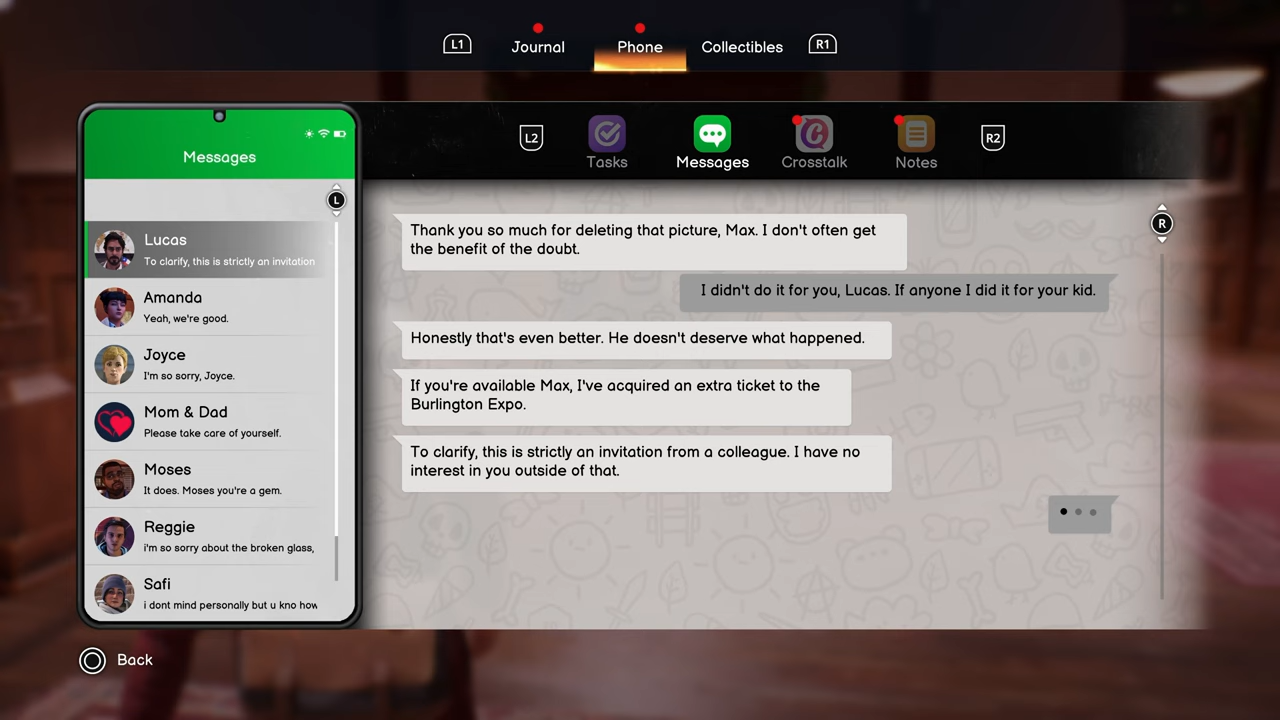 L1
Journal
Phone
Collectibles
R1
Messages
L
Lucas
To clarify, this is strictly an invitation
Amanda
Yeah, we're good.
Joyce
I'm so sorry, Joyce.
Mom & Dad
Please take care of yourself.
Moses
It does. Moses you're a gem.
Reggie
i'm so sorry about the broken glass,
Safi
i dont mind personally but u kno how
L2
Tasks
Messages
Crosstalk
Notes
R2
R
Thank you so much for deleting that picture, Max. I don't often get
the benefit of the doubt.
I didn't do it for you, Lucas. If anyone I did it for your kid.
Honestly that's even better. He doesn't deserve what happened.
If you're available Max, I've acquired an extra ticket to the
Burlington Expo.
To clarify, this is strictly an invitation from a colleague. I have no
interest in you outside of that.
Back